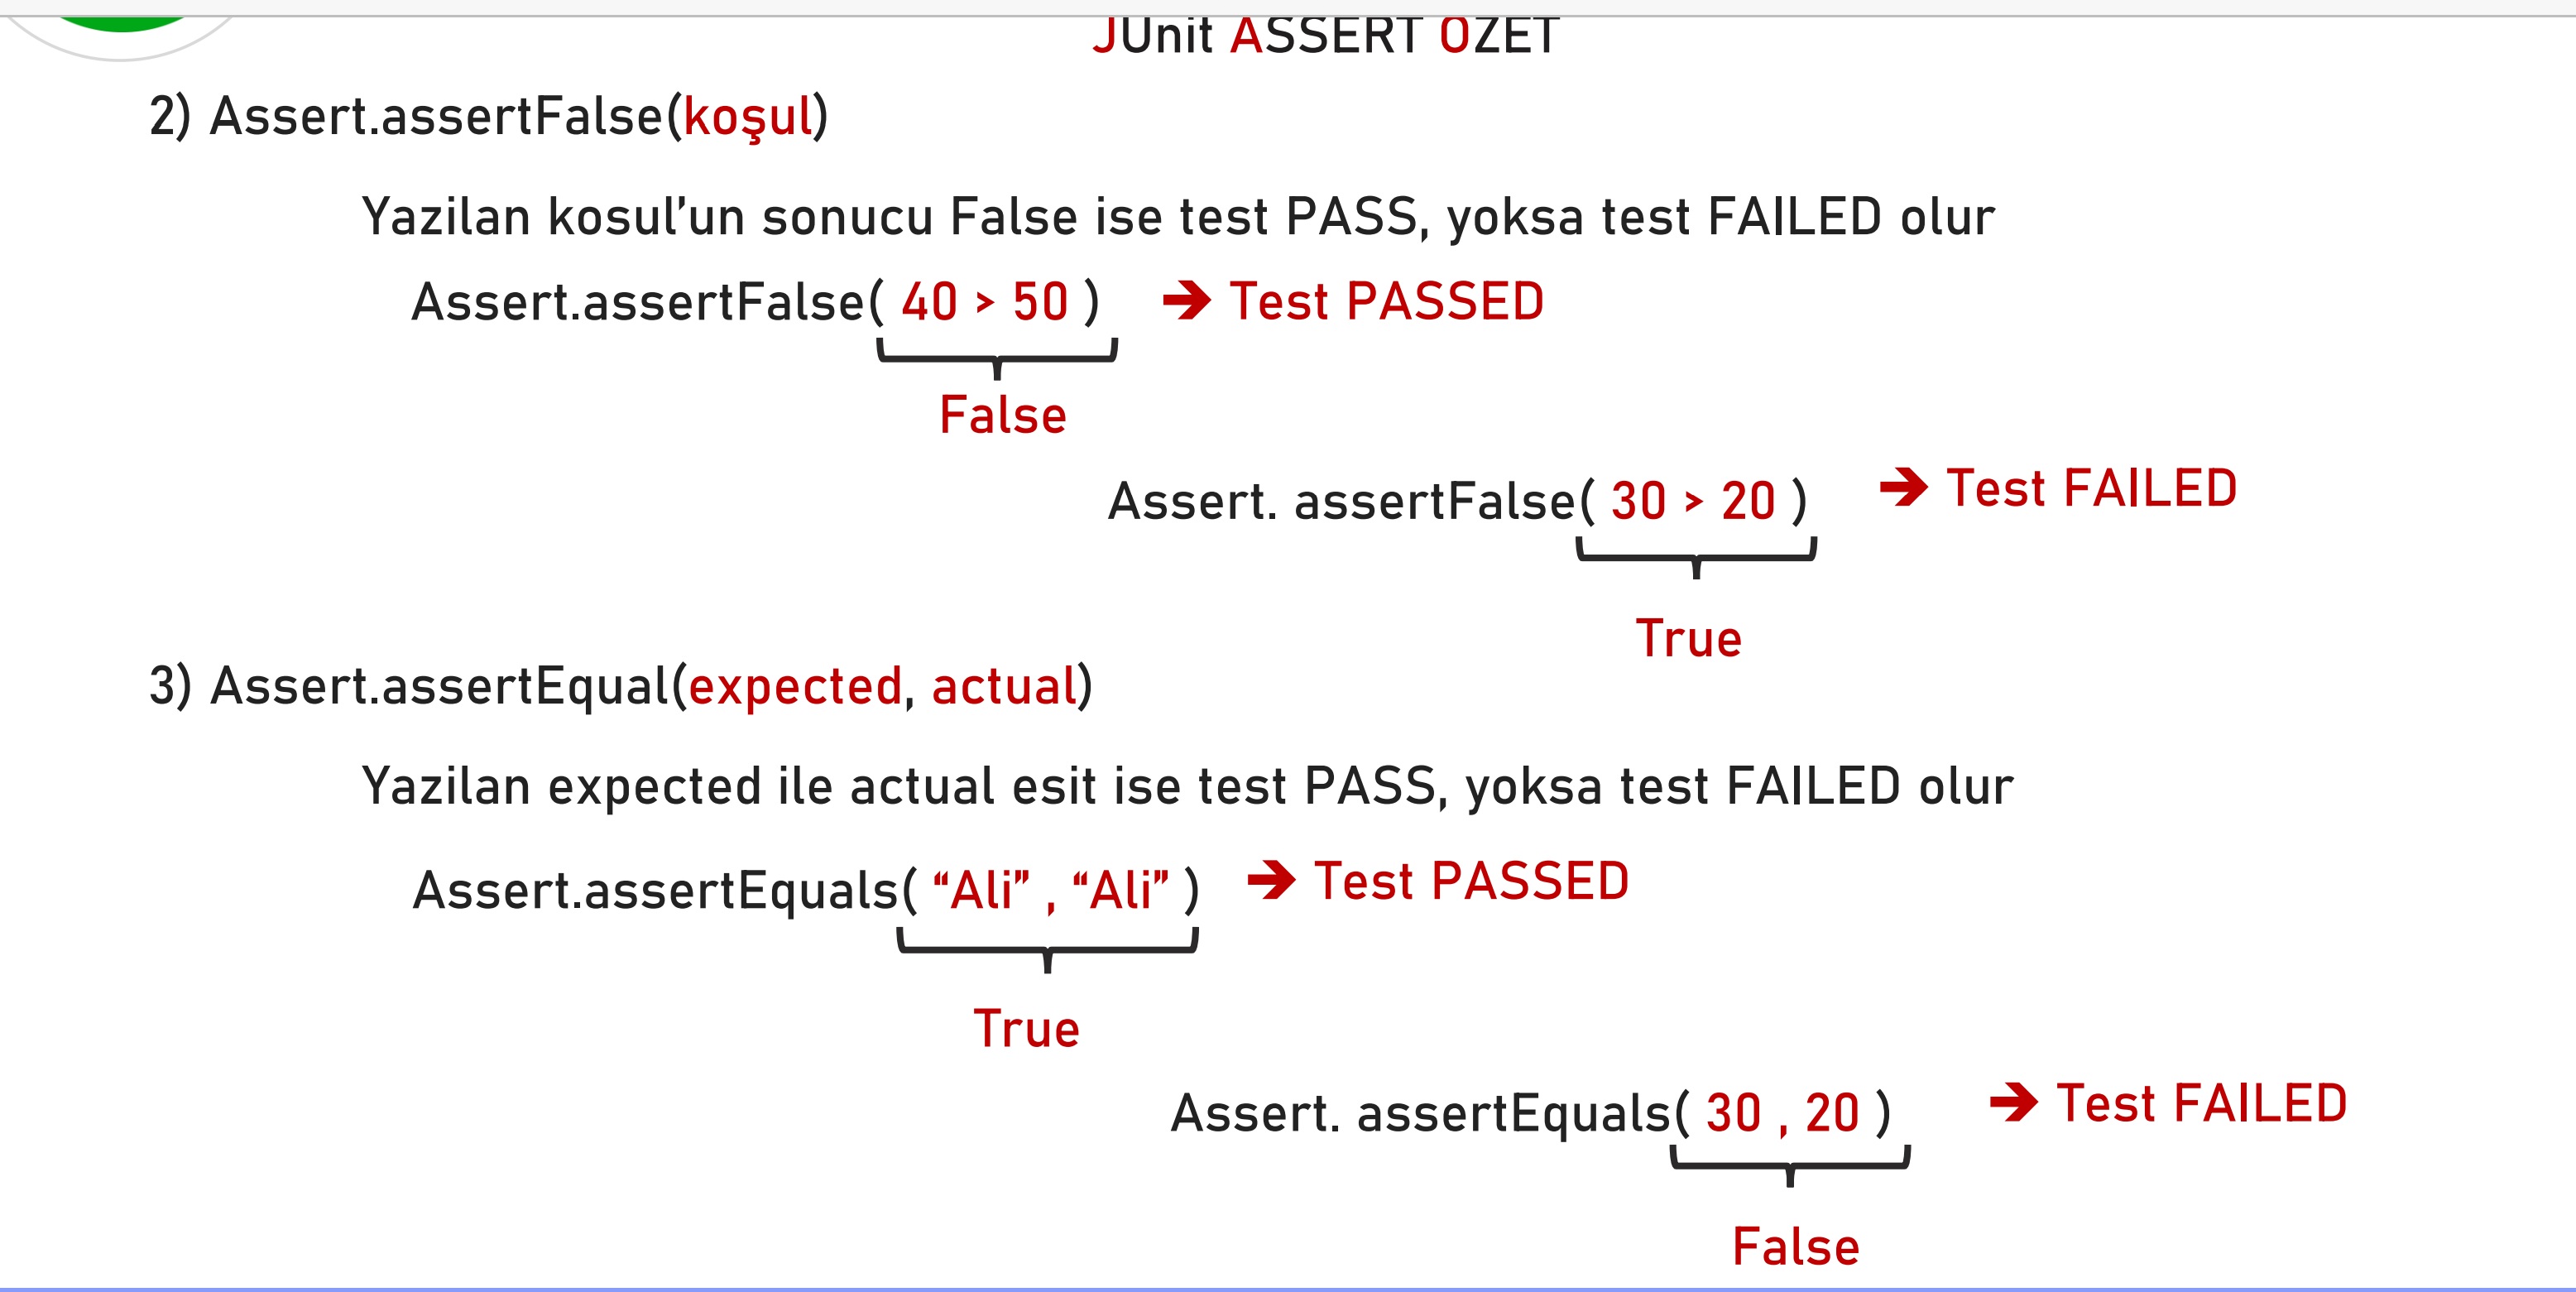 JUnit ASSERT OZET
2) Assert.assertFalse(koşul)
Yazilan kosul’un sonucu False ise test PASS, yoksa test FAILED olur
Assert.assertFalse( 40 > 50 ) ➔ Test PASSED
False
Assert. assertFalse( 30 > 20 ) ➔ Test FAILED
True
3) Assert.assertEqual(expected, actual)
Yazilan expected ile actual esit ise test PASS, yoksa test FAILED olur
Assert.assertEquals( “Ali” , “Ali” ) ➔ Test PASSED
True
Assert. assertEquals( 30 , 20 ) ➔ Test FAILED
False